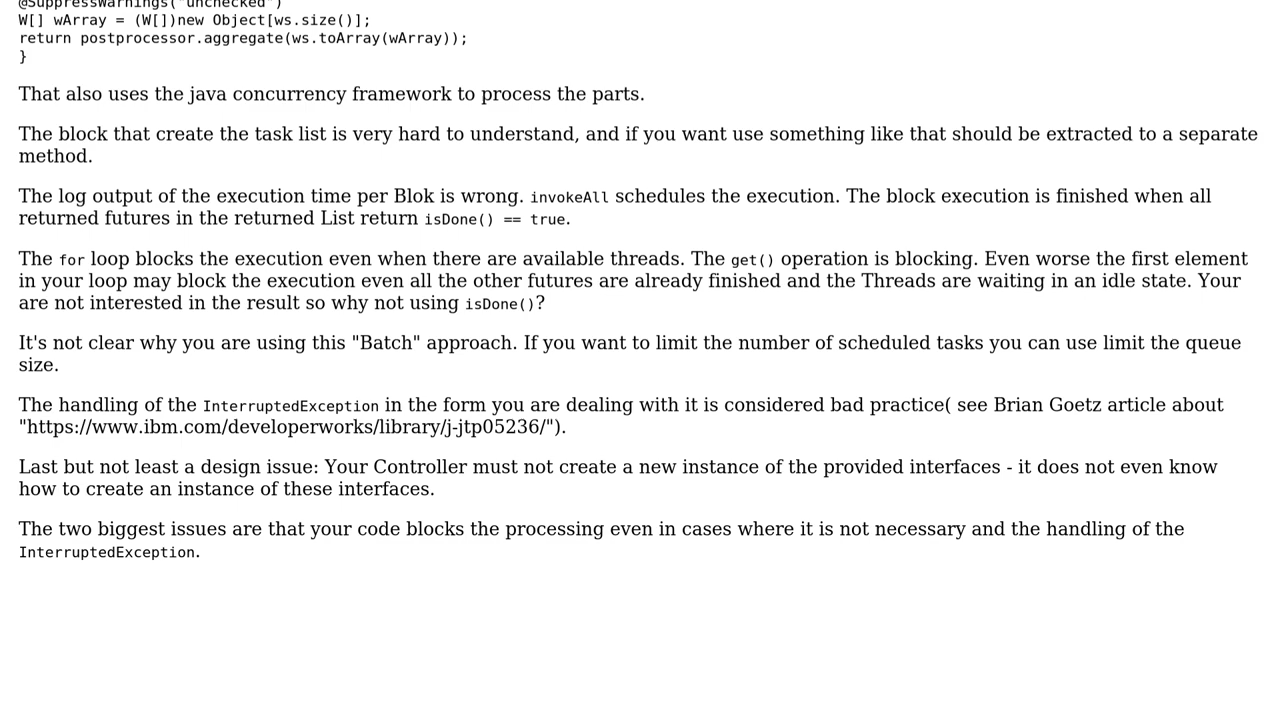 @SuppressWarnings("unchecked")
W[] wArray = (W[])new Object[ws.size()];
return postprocessor.aggregate(ws.toArray(wArray));
}
That also uses the java concurrency framework to process the parts.
The block that create the task list is very hard to understand, and if you want use something like that should be extracted to a separate
method.
The log output of the execution time per Blok is wrong. invokeAll schedules the execution. The block execution is finished when all
returned futures in the returned List return isDone() == true.
The for loop blocks the execution even when there are available threads. The get() operation is blocking. Even worse the first element
in your loop may block the execution even all the other futures are already finished and the Threads are waiting in an idle state. Your
are not interested in the result so why not using isDone()?
It's not clear why you are using this "Batch" approach. If you want to limit the number of scheduled tasks you can use limit the queue
size.
The handling of the InterruptedException in the form you are dealing with it is considered bad practice( see Brian Goetz article about
"https://www.ibm.com/developerworks/library/j-jtp05236/").
Last but not least a design issue: Your Controller must not create a new instance of the provided interfaces - it does not even know
how to create an instance of these interfaces.
The two biggest issues are that your code blocks the processing even in cases where it is not necessary and the handling of the
InterruptedException.